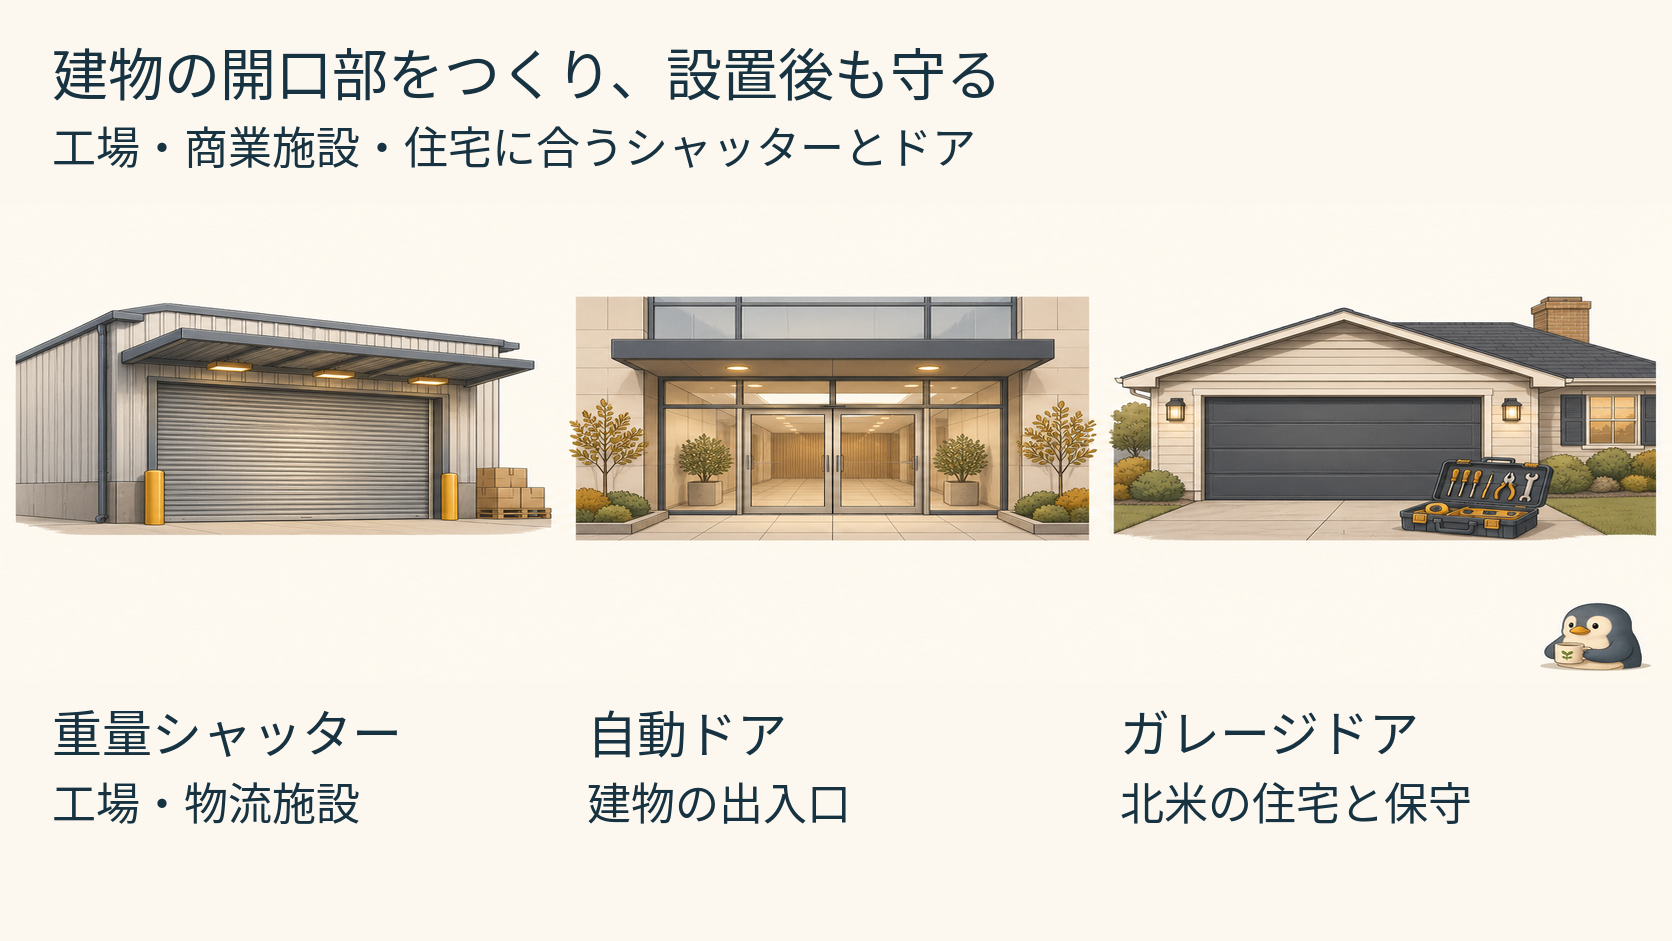 建物の開口部をつくり、設置後も守る
工場・商業施設・住宅に合うシャッターとドア
重量シャッター
工場・物流施設
自動ドア
建物の出入口
ガレージドア
北米の住宅と保守